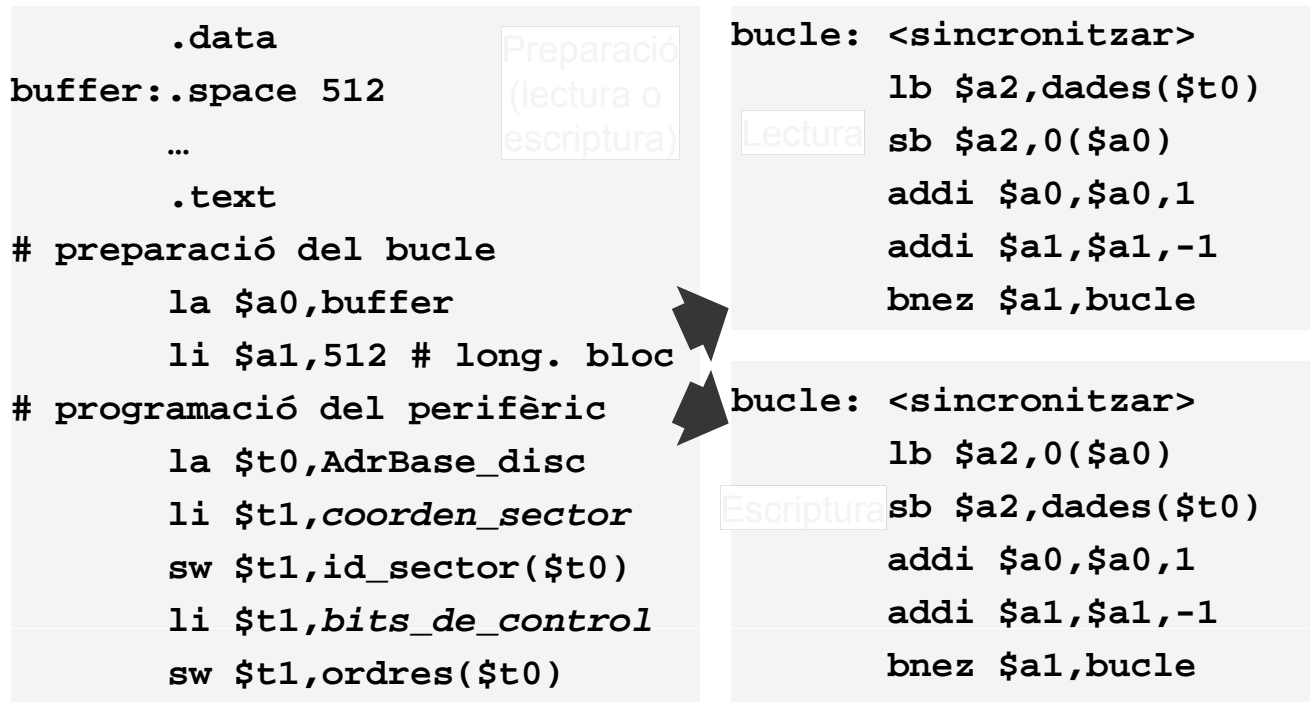 .data
buffer:.space 512
…
.text
# preparació del bucle
la $a0,buffer
li $a1,512 # long. bloc
# programació del perifèric
la $t0,AdrBase_disc
li $t1,coorden_sector
sw $t1,id_sector($t0)
li $t1,bits_de_control
sw $t1,ordres($t0)
Preparació
(lectura o
escriptura)
bucle: <sincronitzar>
lb $a2,dades($t0)
sb $a2,0($a0)
addi $a0,$a0,1
addi $a1,$a1,-1
bnez $a1,bucle
Lectura
bucle: <sincronitzar>
lb $a2,0($a0)
sb $a2,dades($t0)
addi $a0,$a0,1
addi $a1,$a1,-1
bnez $a1,bucle
Escriptura